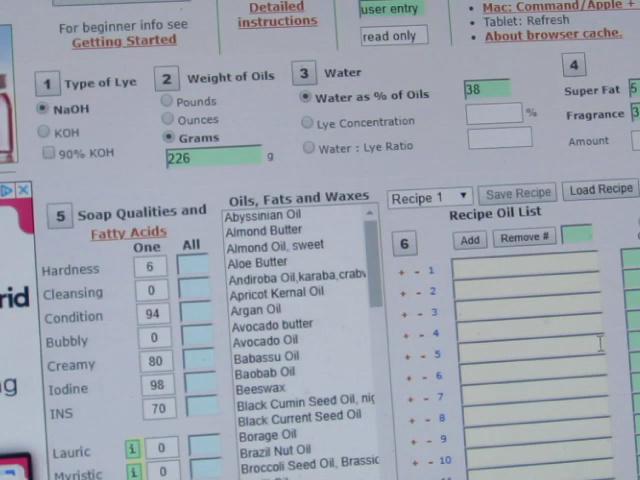 For beginner info see
Getting Started
Detailed
instructions
user entry
read only
Mac: Command/Apple +
Tablet: Refresh
About browser cache.
1 Type of Lye
NaOH
KOH
90% KOH
2 Weight of Oils
Pounds
Ounces
Grams
226 g
3 Water
Water as % of Oils 38
Lye Concentration %
Water : Lye Ratio
4
Super Fat 5
Fragrance 3
Amount
5 Soap Qualities and
Fatty Acids
One All
Hardness 6
Cleansing 0
Condition 94
Bubbly 0
Creamy 80
Iodine 98
INS 70
Lauric i 0
Myristic i 0
Oils, Fats and Waxes
Abyssinian Oil
Almond Butter
Almond Oil, sweet
Aloe Butter
Andiroba Oil,karaba,crabw
Apricot Kernal Oil
Argan Oil
Avocado butter
Avocado Oil
Babassu Oil
Baobab Oil
Beeswax
Black Cumin Seed Oil, nig
Black Current Seed Oil
Borage Oil
Brazil Nut Oil
Broccoli Seed Oil, Brassic
Recipe 1 Save Recipe Load Recipe
Recipe Oil List
6 Add Remove #
+ - 1
+ - 2
+ - 3
+ - 4
+ - 5
+ - 6
+ - 7
+ - 8
+ - 9
+ - 10
rid